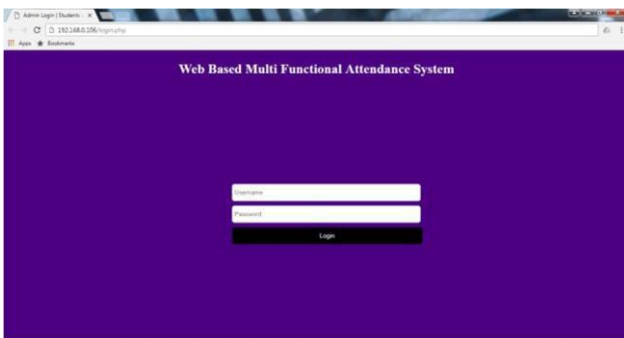 Admin Login | Students
192.168.0.106/login.php
Apps Bookmarks
Web Based Multi Functional Attendance System
Username
Password
Login